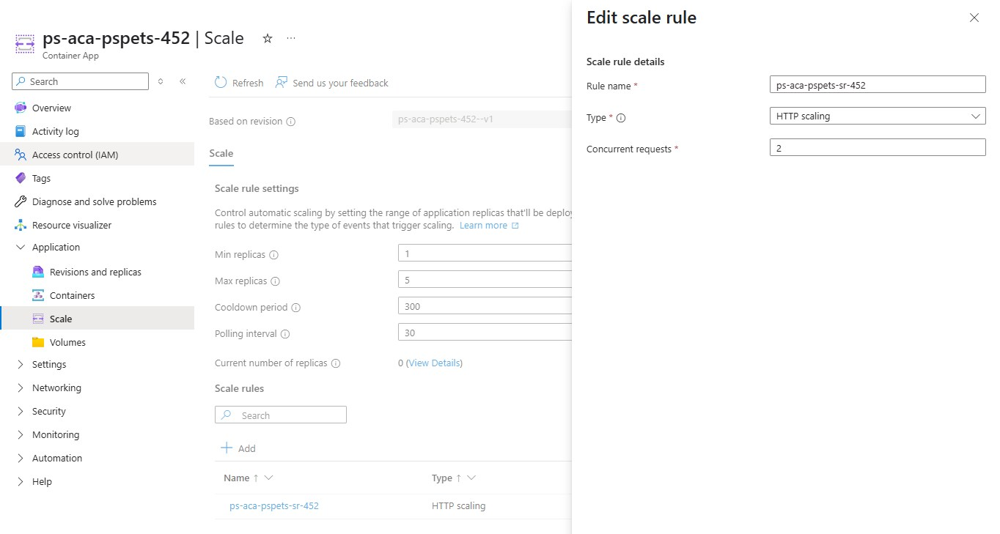 ps-aca-pspets-452 | Scale
Container App
Search
Overview
Activity log
Access control (IAM)
Tags
Diagnose and solve problems
Resource visualizer
Application
Revisions and replicas
Containers
Scale
Volumes
Settings
Networking
Security
Monitoring
Automation
Help
Refresh
Send us your feedback
Based on revision
ps-aca-pspets-452--v1
Scale
Scale rule settings
Control automatic scaling by setting the range of application replicas that'll be deploy
rules to determine the type of events that trigger scaling. Learn more
Min replicas
1
Max replicas
5
Cooldown period
300
Polling interval
30
Current number of replicas
0 (View Details)
Scale rules
Search
Add
Name ↑ Type ↑
ps-aca-pspets-sr-452 HTTP scaling
Edit scale rule
Scale rule details
Rule name *
ps-aca-pspets-sr-452
Type *
HTTP scaling
Concurrent requests *
2